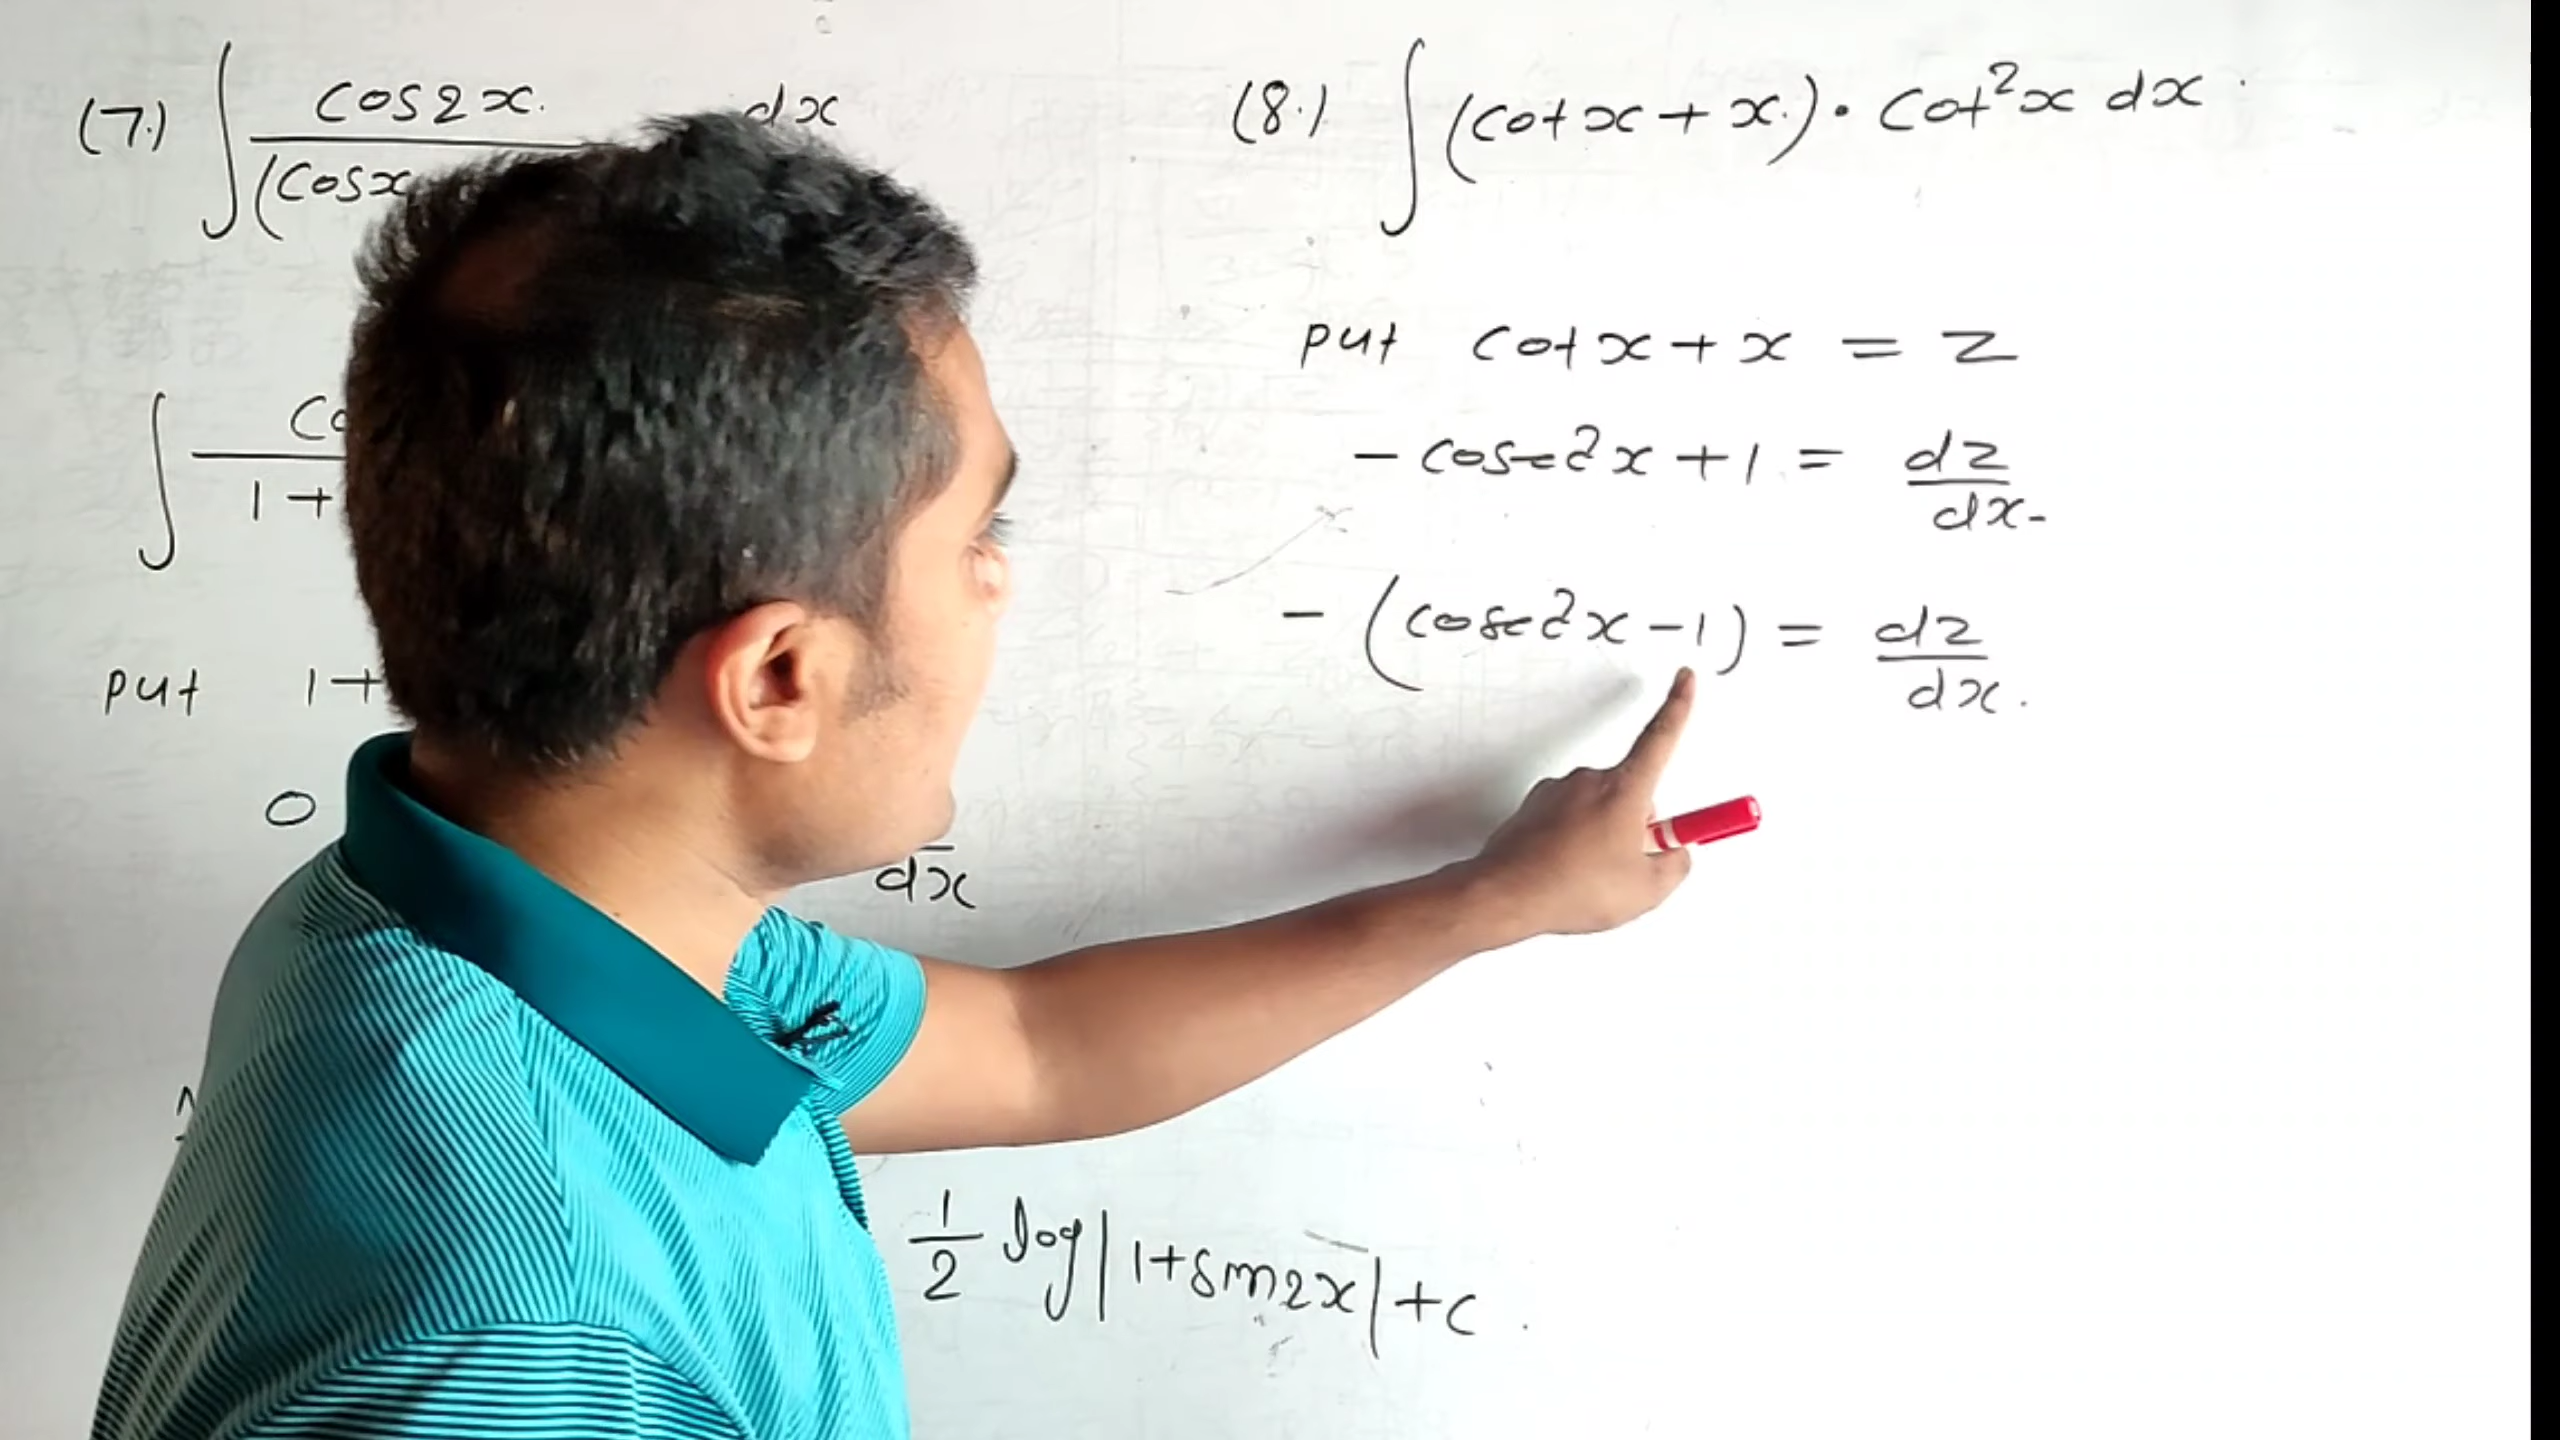 (7.) ∫ cos2x. dx
(cosx
∫
1+
put 1+
0
dx
1/2 log|1+sin2x|+c.
(8.) ∫(cotx+x.)·cot²x dx.
put cotx+x = z
-cosec²x+1 = dz/dx-
-(cosec²x-1) = dz/dx.